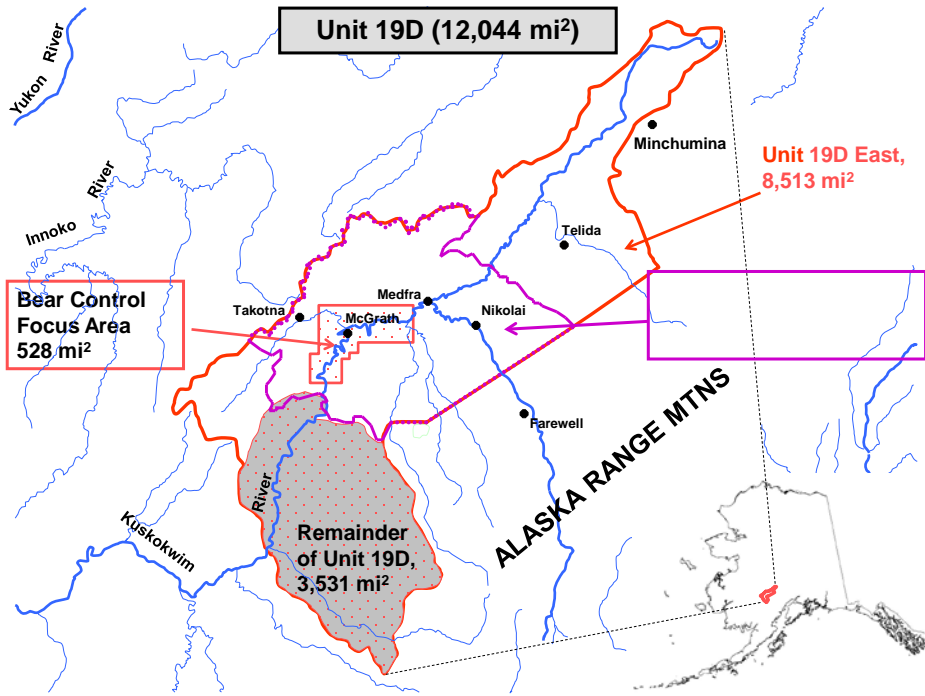 Unit 19D (12,044 mi²)
Yukon River
Innoko River
Minchumina
Unit 19D East,
8,513 mi²
Telida
Bear Control
Focus Area
528 mi²
Takotna
Medfra
McGrath
Nikolai
Farewell
ALASKA RANGE MTNS
River
Kuskokwim
Remainder
of Unit 19D,
3,531 mi²